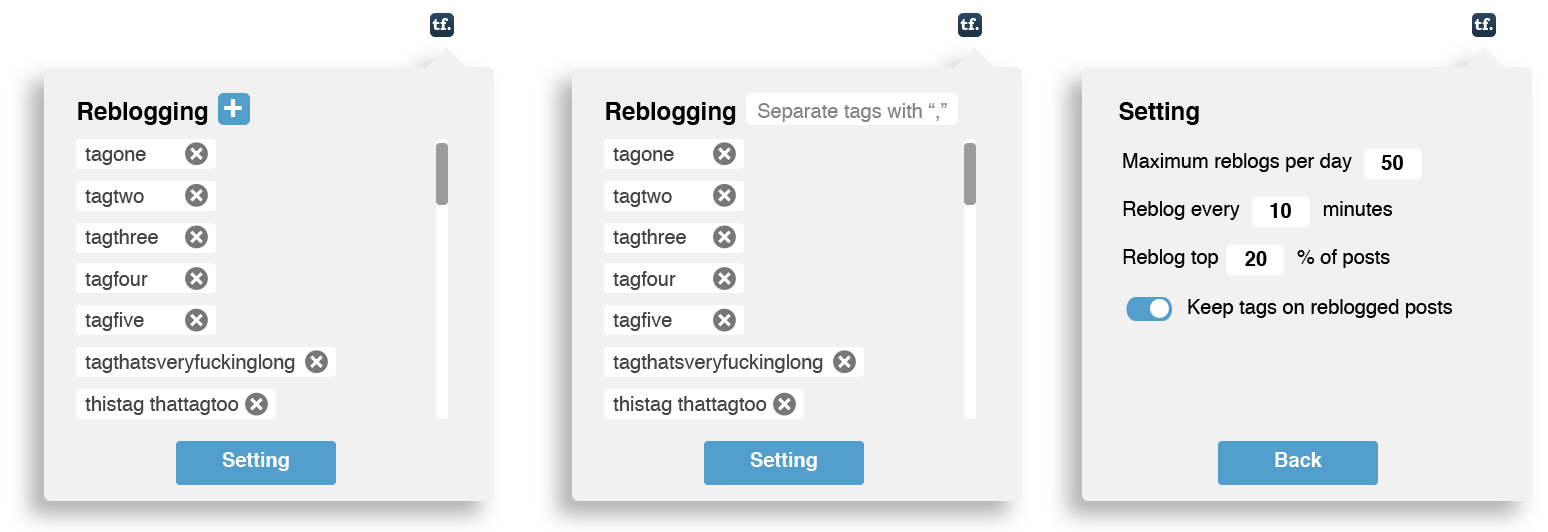 tf.
Reblogging +
tagone
tagtwo
tagthree
tagfour
tagfive
tagthatsveryfuckinglong
thistag thattagtoo
Setting
tf.
Reblogging Separate tags with “,”
tagone
tagtwo
tagthree
tagfour
tagfive
tagthatsveryfuckinglong
thistag thattagtoo
Setting
tf.
Setting
Maximum reblogs per day 50
Reblog every 10 minutes
Reblog top 20 % of posts
Keep tags on reblogged posts
Back